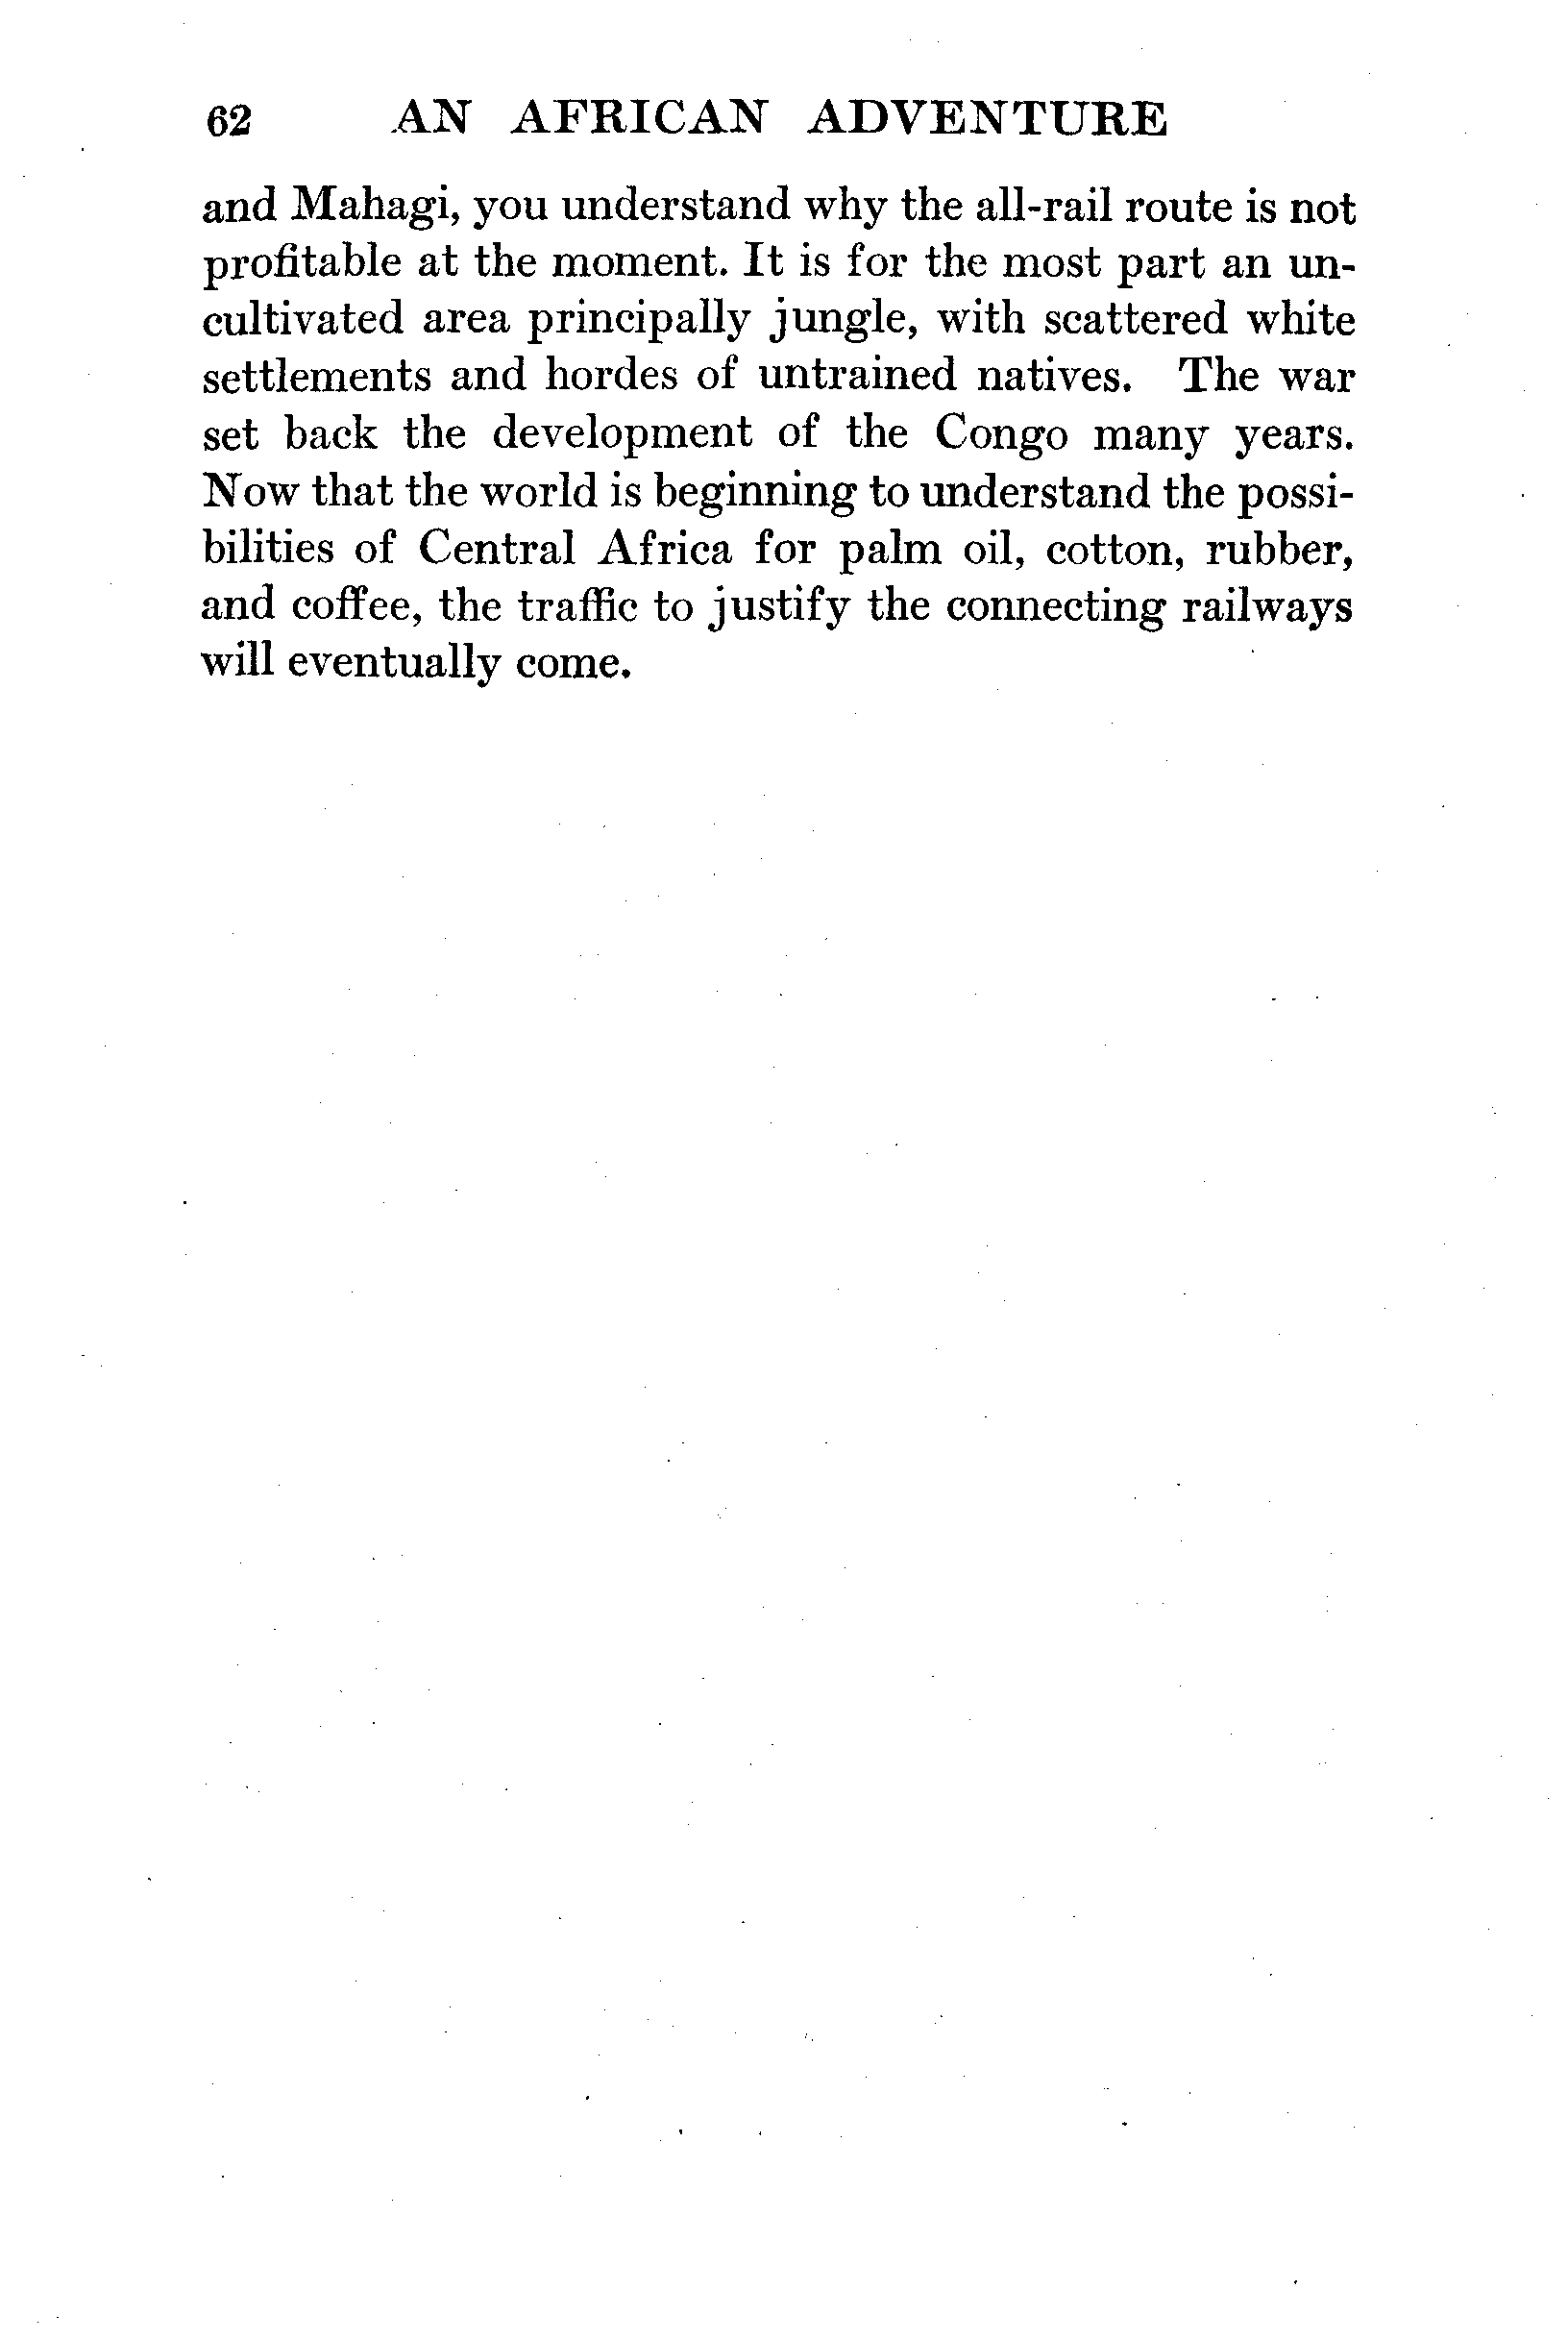 62 AN AFRICAN ADVENTURE
and Mahagi, you understand why the all-rail route is not
profitable at the moment. It is for the most part an un-
cultivated area principally jungle, with scattered white
settlements and hordes of untrained natives. The war
set back the development of the Congo many years.
Now that the world is beginning to understand the possi-
bilities of Central Africa for palm oil, cotton, rubber,
and coffee, the traffic to justify the connecting railways
will eventually come.